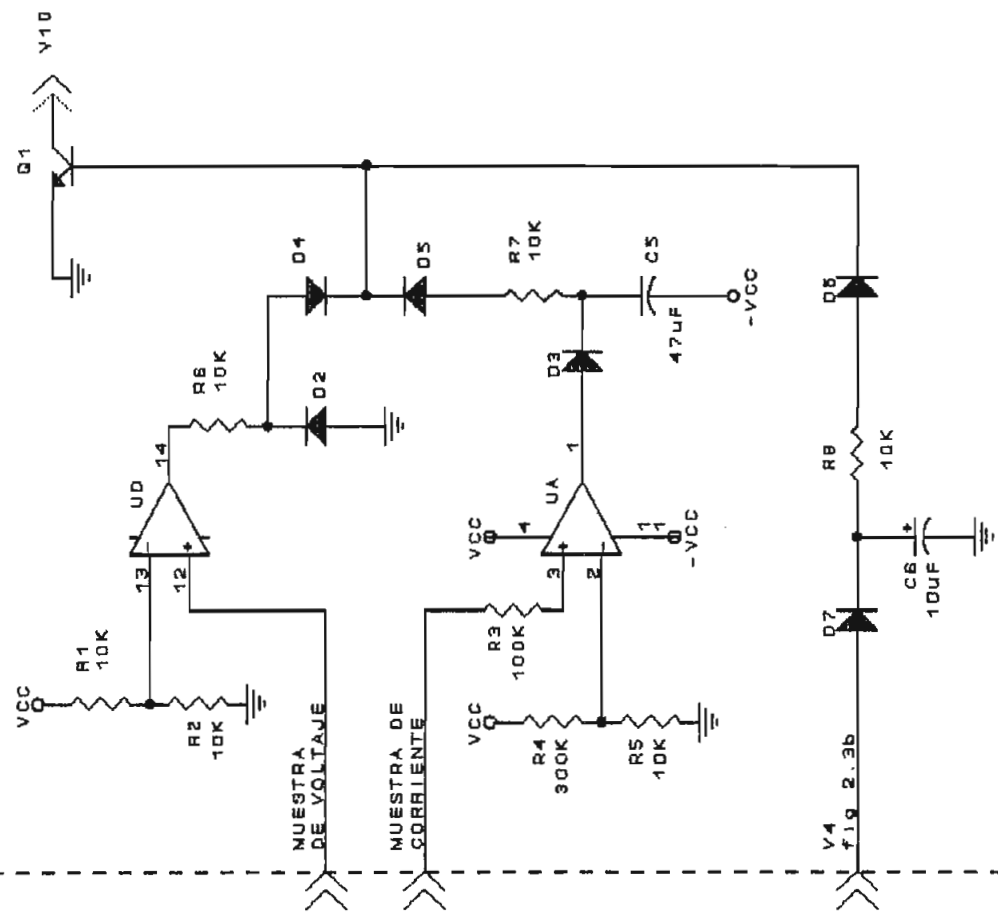 V10
Q1
D4
D5
R7
10K
C5
47uF
-VCC
D3
R6
10K
D2
14
UD
13
12
VCC
R1
10K
R2
10K
MUESTRA
DE VOLTAJE
VCC
4
UA
1
3
2
11
-VCC
R3
100K
MUESTRA DE
CORRIENTE
VCC
R4
300K
R5
10K
10K
C6
10uF
D7
V4
fig 2.3b